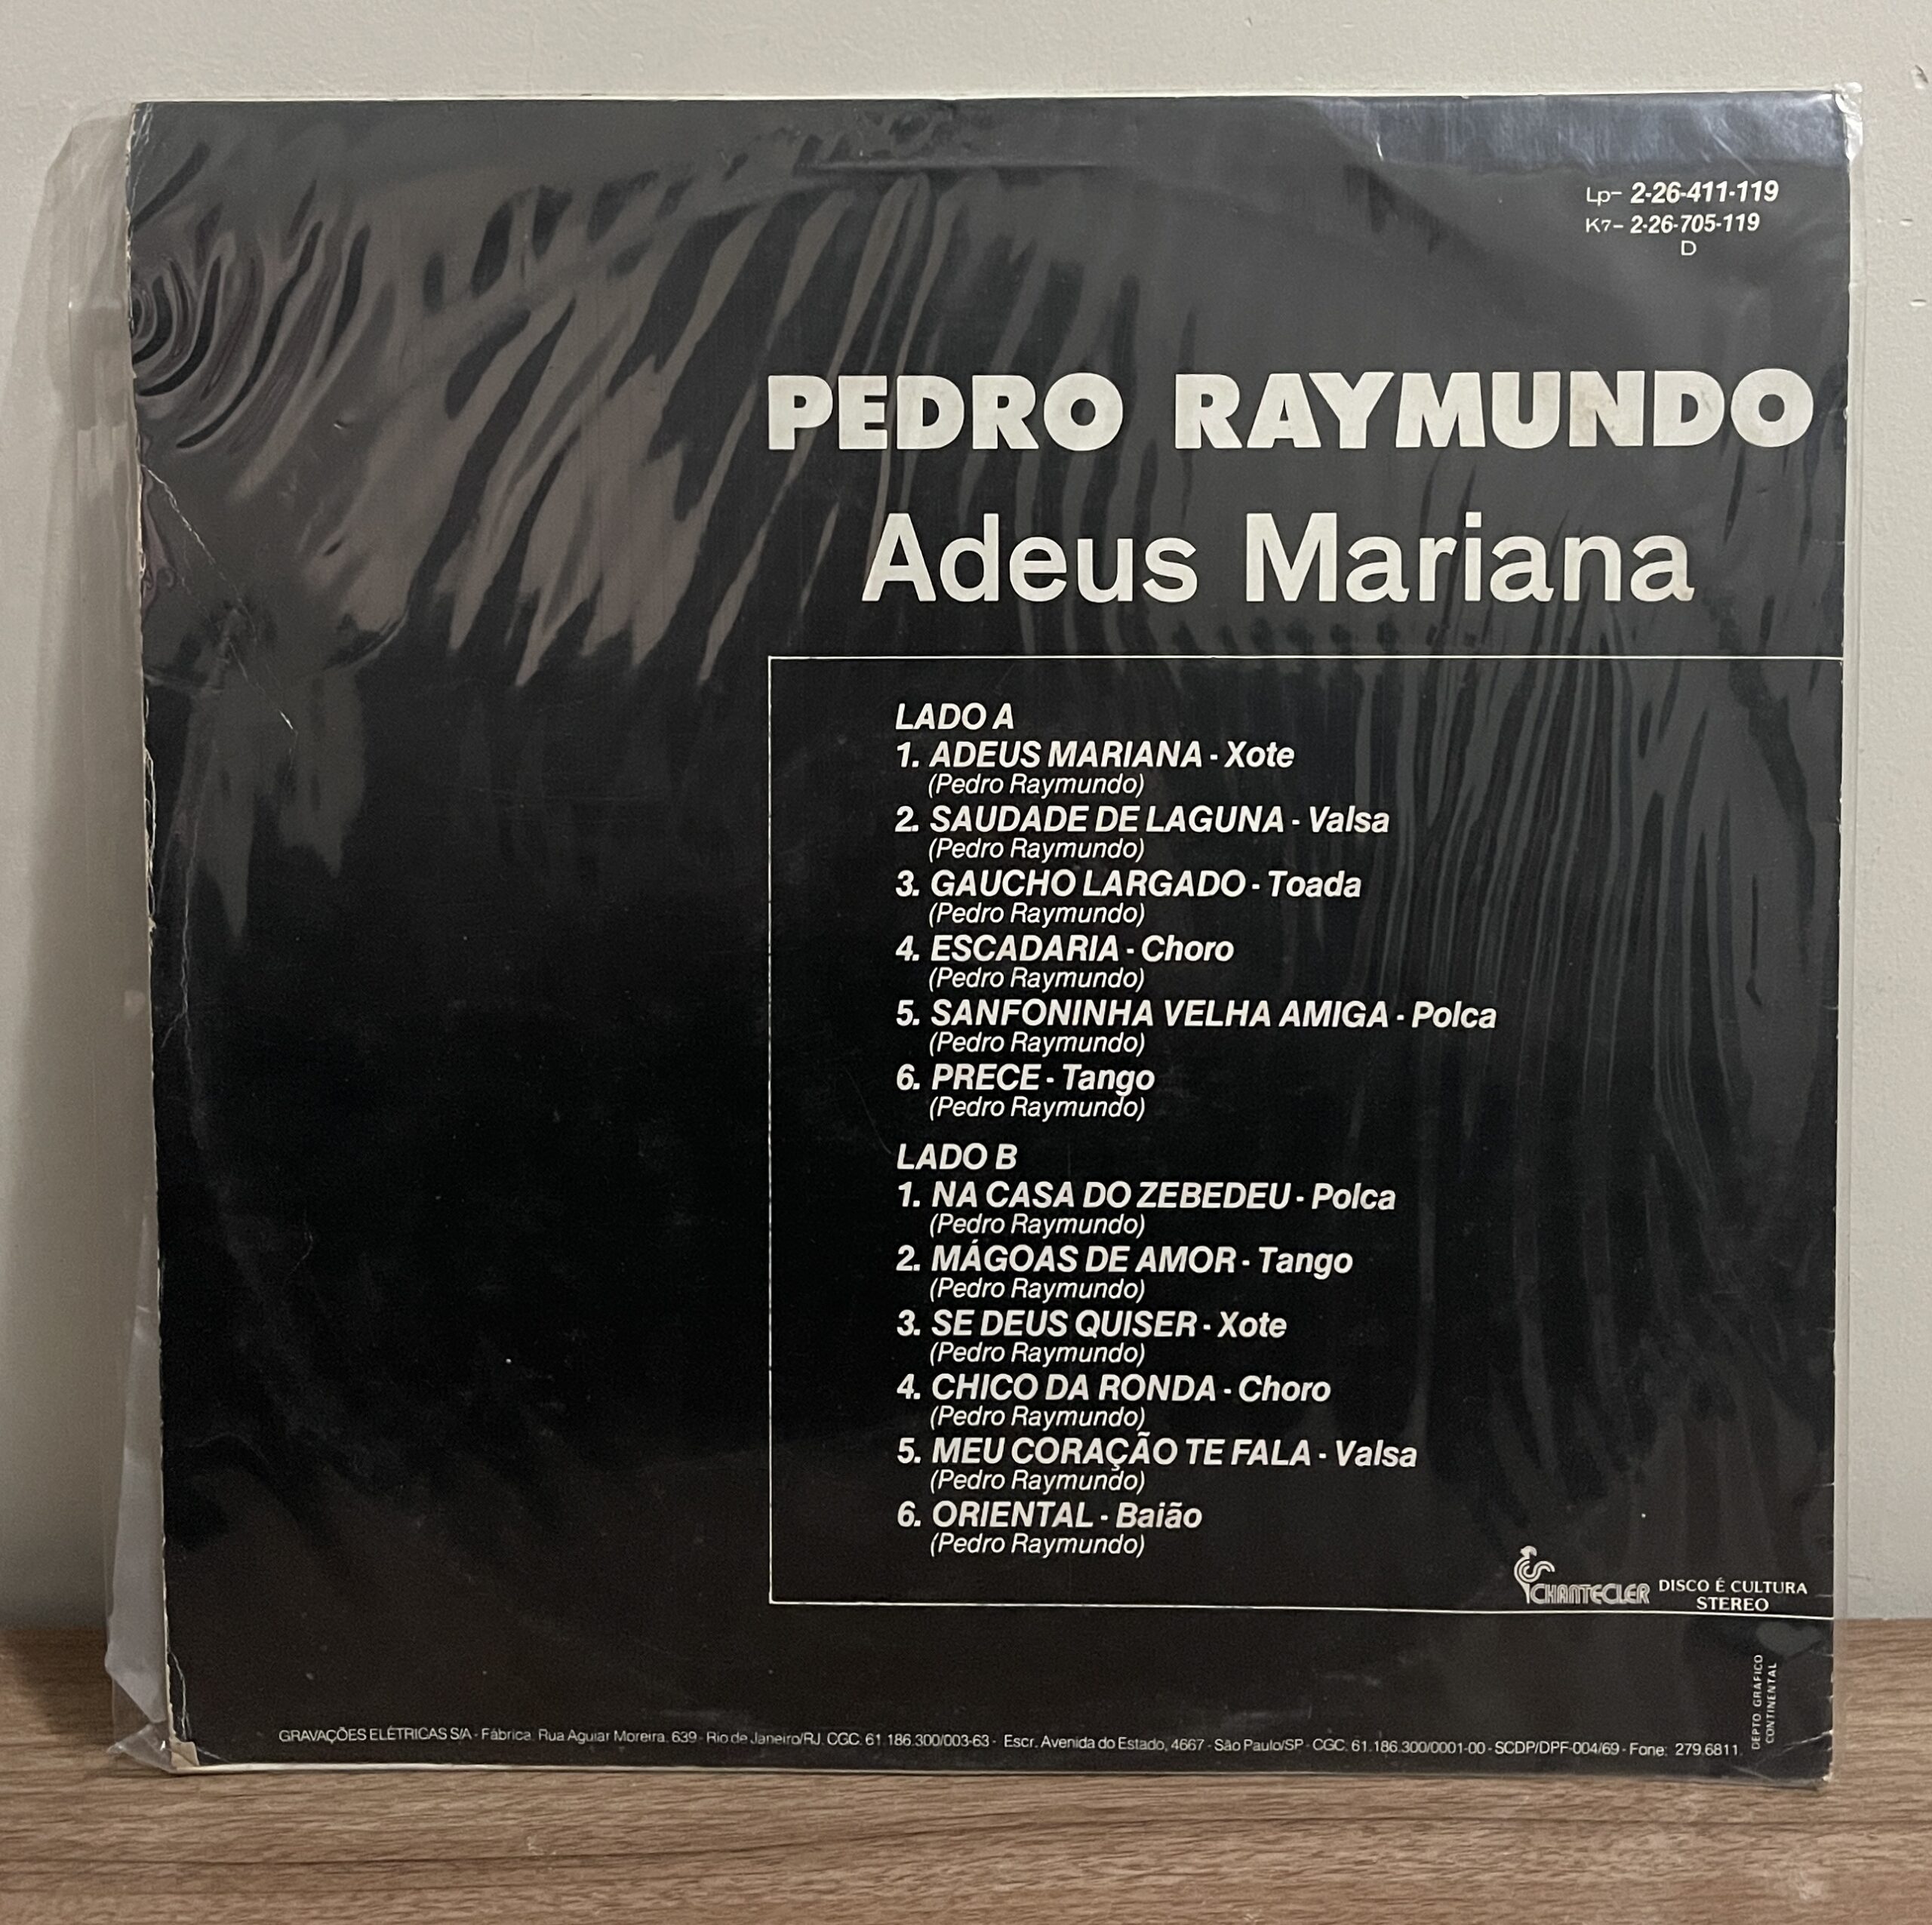 Lp- 2-26-411-119
K7- 2-26-705-119
D
PEDRO RAYMUNDO
Adeus Mariana
LADO A
1. ADEUS MARIANA - Xote
(Pedro Raymundo)
2. SAUDADE DE LAGUNA - Valsa
(Pedro Raymundo)
3. GAUCHO LARGADO - Toada
(Pedro Raymundo)
4. ESCADARIA - Choro
(Pedro Raymundo)
5. SANFONINHA VELHA AMIGA - Polca
(Pedro Raymundo)
6. PRECE - Tango
(Pedro Raymundo)
LADO B
1. NA CASA DO ZEBEDEU - Polca
(Pedro Raymundo)
2. MÁGOAS DE AMOR - Tango
(Pedro Raymundo)
3. SE DEUS QUISER - Xote
(Pedro Raymundo)
4. CHICO DA RONDA - Choro
(Pedro Raymundo)
5. MEU CORAÇÃO TE FALA - Valsa
(Pedro Raymundo)
6. ORIENTAL - Baião
(Pedro Raymundo)
CHANTECLER
DISCO É CULTURA
STEREO
DEPTO. GRAFICO
CONTINENTAL
GRAVAÇÕES ELÉTRICAS S/A - Fábrica. Rua Aguiar Moreira. 639 - Rio de Janeiro/RJ. CGC. 61.186.300/003-63 - Escr. Avenida do Estado, 4667 - São Paulo/SP - CGC. 61.186.300/0001-00 - SCDP/DPF-004/69 - Fone: 279.6811